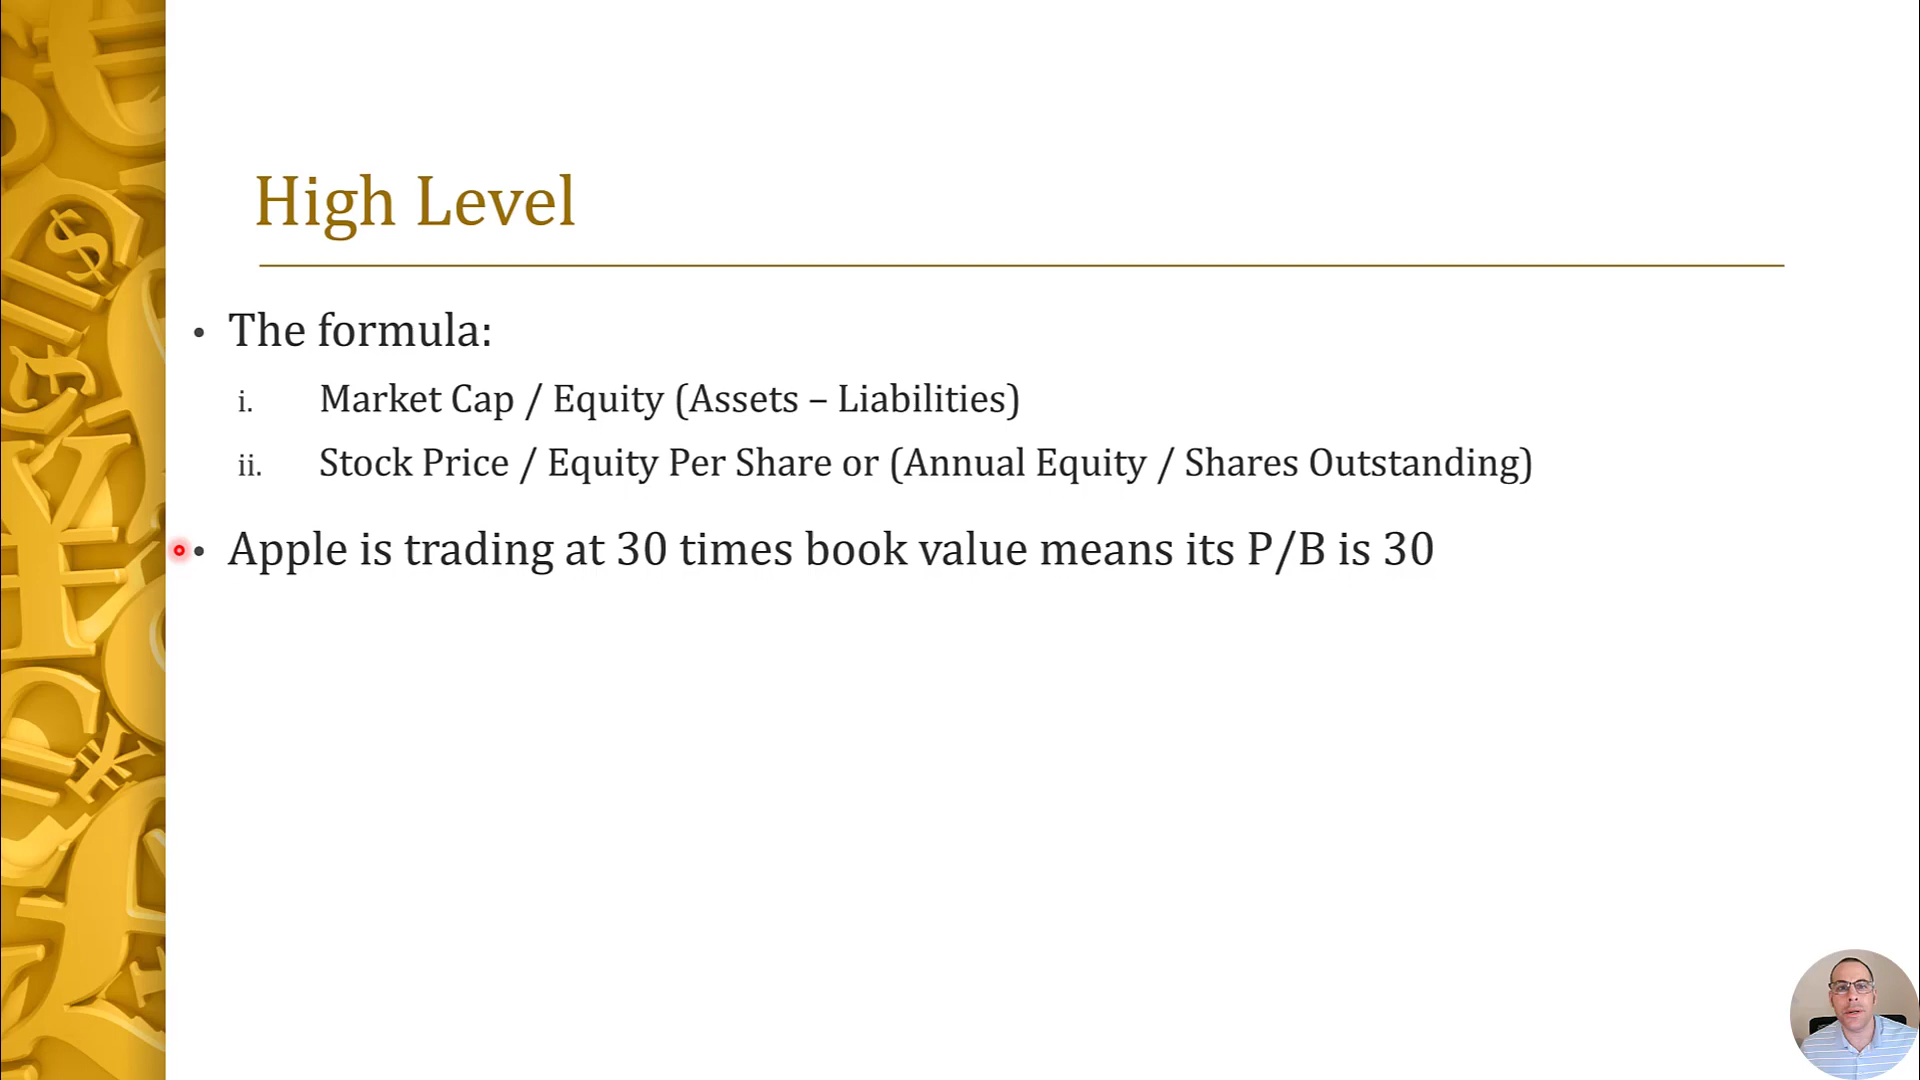 High Level
• The formula:
i. Market Cap / Equity (Assets – Liabilities)
ii. Stock Price / Equity Per Share or (Annual Equity / Shares Outstanding)
• Apple is trading at 30 times book value means its P/B is 30